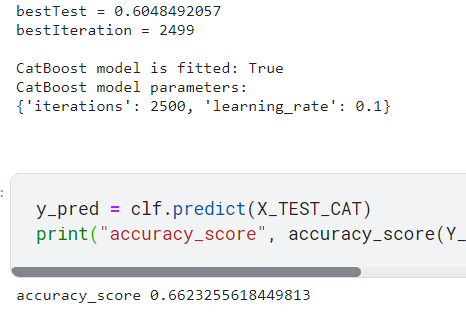 bestTest = 0.6048492057
bestIteration = 2499
CatBoost model is fitted: True
CatBoost model parameters:
{'iterations': 2500, 'learning_rate': 0.1}
:
y_pred = clf.predict(X_TEST_CAT)
print("accuracy_score", accuracy_score(Y_
accuracy_score 0.6623255618449813